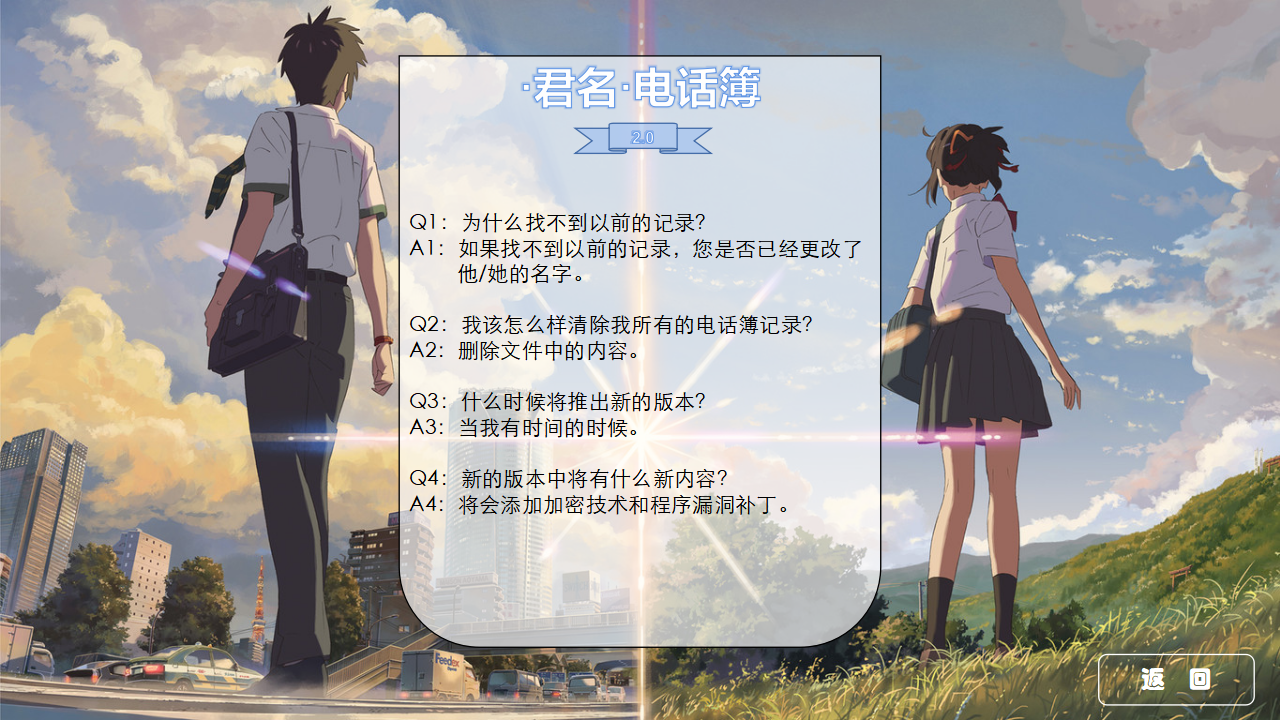 ·君名·电话簿
2.0
Q1：为什么找不到以前的记录？
A1：如果找不到以前的记录，您是否已经更改了
他/她的名字。
Q2：我该怎么样清除我所有的电话簿记录？
A2：删除文件中的内容。
Q3：什么时候将推出新的版本？
A3：当我有时间的时候。
Q4：新的版本中将有什么新内容？
A4：将会添加加密技术和程序漏洞补丁。
返 回